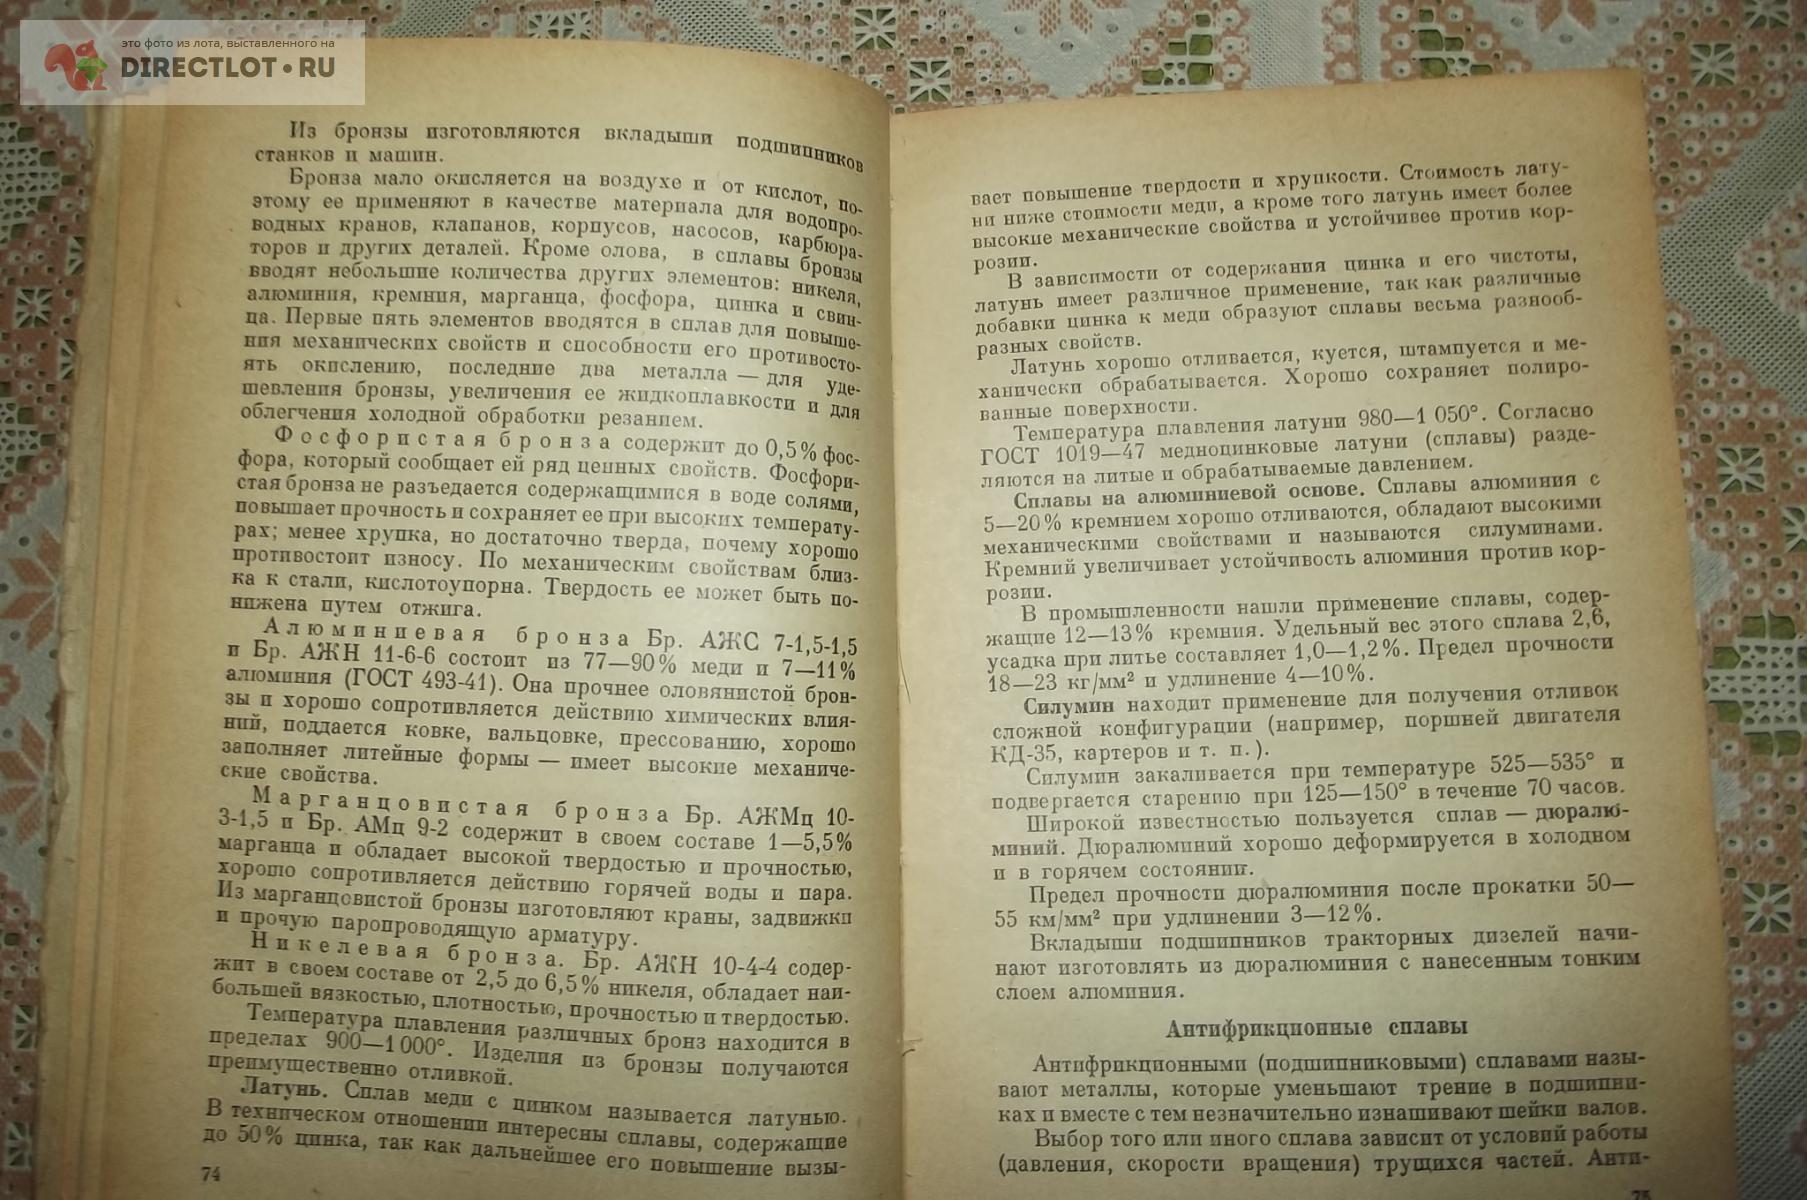 это фото из лота, выставленного на
DIRECTLOT•RU
Из бронзы изготовляются вкладыши подшипников
станков и машин.
Бронза мало окисляется на воздухе и от кислот, по-
этому ее применяют в качестве материала для водопро-
водных кранов, клапанов, корпусов, насосов, карбюра-
торов и других деталей. Кроме олова, в сплавы бронзы
вводят небольшие количества других элементов: никеля,
алюминия, кремния, марганца, фосфора, цинка и свин-
ца. Первые пять элементов вводятся в сплав для повыше-
ния механических свойств и способности его противосто-
ять окислению, последние два металла — для уде-
шевления бронзы, увеличения ее жидкоплавкости и для
облегчения холодной обработки резанием.
Фосфористая бронза содержит до 0,5% фос-
фора, который сообщает ей ряд ценных свойств. Фосфори-
стая бронза не разъедается содержащимися в воде солями,
повышает прочность и сохраняет ее при высоких температу-
рах; менее хрупка, но достаточно тверда, почему хорошо
противостоит износу. По механическим свойствам близ-
ка к стали, кислотоупорна. Твердость ее может быть по-
нижена путем отжига.
Алюминиевая бронза Бр. АЖС 7-1,5-1,5
и Бр. АЖН 11-6-6 состоит из 77—90% меди и 7—11%
алюминия (ГОСТ 493-41). Она прочнее оловянистой брон-
зы и хорошо сопротивляется действию химических влия-
ний, поддается ковке, вальцовке, прессованию, хорошо
заполняет литейные формы — имеет высокие механиче-
ские свойства.
Марганцовистая бронза Бр. АЖМц 10-
3-1,5 и Бр. АМц 9-2 содержит в своем составе 1—5,5%
марганца и обладает высокой твердостью и прочностью,
хорошо сопротивляется действию горячей воды и пара.
Из марганцовистой бронзы изготовляют краны, задвижки
и прочую паропроводящую арматуру.
Никелевая бронза. Бр. АЖН 10-4-4 содер-
жит в своем составе от 2,5 до 6,5% никеля, обладает наи-
большей вязкостью, плотностью, прочностью и твердостью.
Температура плавления различных бронз находится в
пределах 900—1000°. Изделия из бронзы получаются
преимущественно отливкой.
Латунь. Сплав меди с цинком называется латунью.
В техническом отношении интересны сплавы, содержащие
до 50% цинка, так как дальнейшее его повышение вызы-
74
вает повышение твердости и хрупкости. Стоимость лату-
ни ниже стоимости меди, а кроме того латунь имеет более
высокие механические свойства и устойчивее против кор-
розии.
В зависимости от содержания цинка и его чистоты,
латунь имеет различное применение, так как различные
добавки цинка к меди образуют сплавы весьма разнооб-
разных свойств.
Латунь хорошо отливается, куется, штампуется и ме-
ханически обрабатывается. Хорошо сохраняет полиро-
ванные поверхности.
Температура плавления латуни 980—1 050°. Согласно
ГОСТ 1019—47 медноцинковые латуни (сплавы) разде-
ляются на литые и обрабатываемые давлением.
Сплавы на алюминиевой основе. Сплавы алюминия с
5—20% кремнием хорошо отливаются, обладают высокими
механическими свойствами и называются силуминами.
Кремний увеличивает устойчивость алюминия против кор-
розии.
В промышленности нашли применение сплавы, содер-
жащие 12—13% кремния. Удельный вес этого сплава 2,6,
усадка при литье составляет 1,0—1,2%. Предел прочности
18—23 кг/мм² и удлинение 4—10%.
Силумин находит применение для получения отливок
сложной конфигурации (например, поршней двигателя
КД-35, картеров и т. п.).
Силумин закаливается при температуре 525—535° и
подвергается старению при 125—150° в течение 70 часов.
Широкой известностью пользуется сплав — дюралю-
миний. Дюралюминий хорошо деформируется в холодном
и в горячем состоянии.
Предел прочности дюралюминия после прокатки 50—
55 км/мм² при удлинении 3—12%.
Вкладыши подшипников тракторных дизелей начи-
нают изготовлять из дюралюминия с нанесенным тонким
слоем алюминия.
Антифрикционные сплавы
Антифрикционными (подшипниковыми) сплавами назы-
вают металлы, которые уменьшают трение в подшипни-
ках и вместе с тем незначительно изнашивают шейки валов.
Выбор того или иного сплава зависит от условий работы
(давления, скорости вращения) трущихся частей. Анти-
75